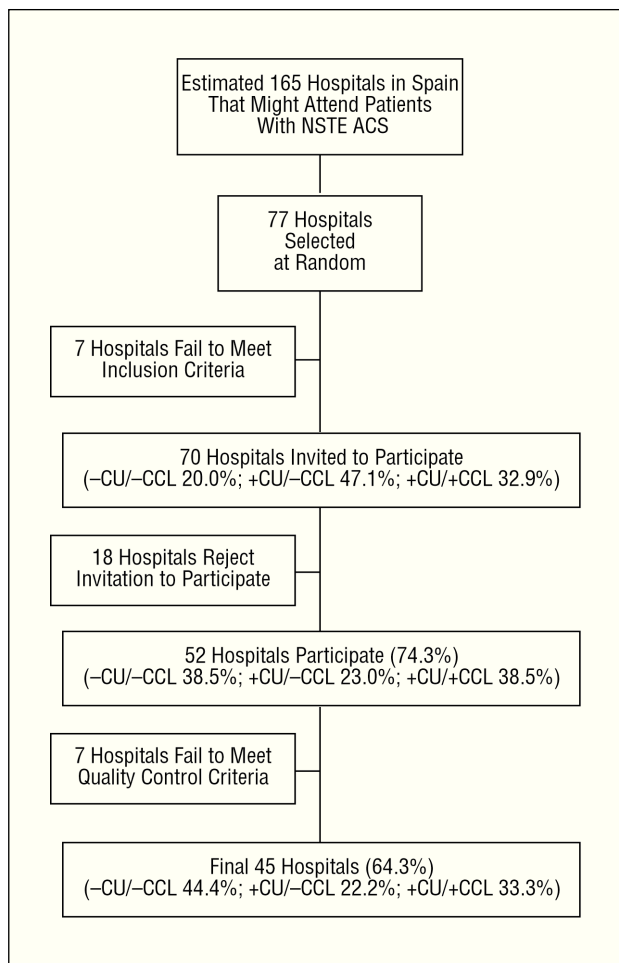 Estimated 165 Hospitals in Spain
That Might Attend Patients
With NSTE ACS
77 Hospitals
Selected
at Random
7 Hospitals Fail to Meet
Inclusion Criteria
70 Hospitals Invited to Participate
(–CU/–CCL 20.0%; +CU/–CCL 47.1%; +CU/+CCL 32.9%)
18 Hospitals Reject
Invitation to Participate
52 Hospitals Participate (74.3%)
(–CU/–CCL 38.5%; +CU/–CCL 23.0%; +CU/+CCL 38.5%)
7 Hospitals Fail to Meet
Quality Control Criteria
Final 45 Hospitals (64.3%)
(–CU/–CCL 44.4%; +CU/–CCL 22.2%; +CU/+CCL 33.3%)